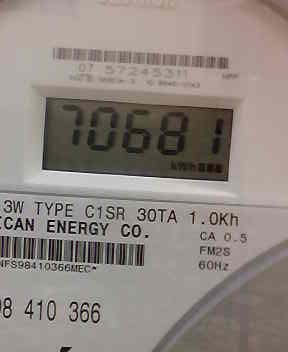 07 57245311
70681
kWh
3W TYPE C1SR 30TA 1.0Kh
ICAN ENERGY CO.
CA 0.5
FM2S
NFS98410366MEC*
60Hz
98 410 366